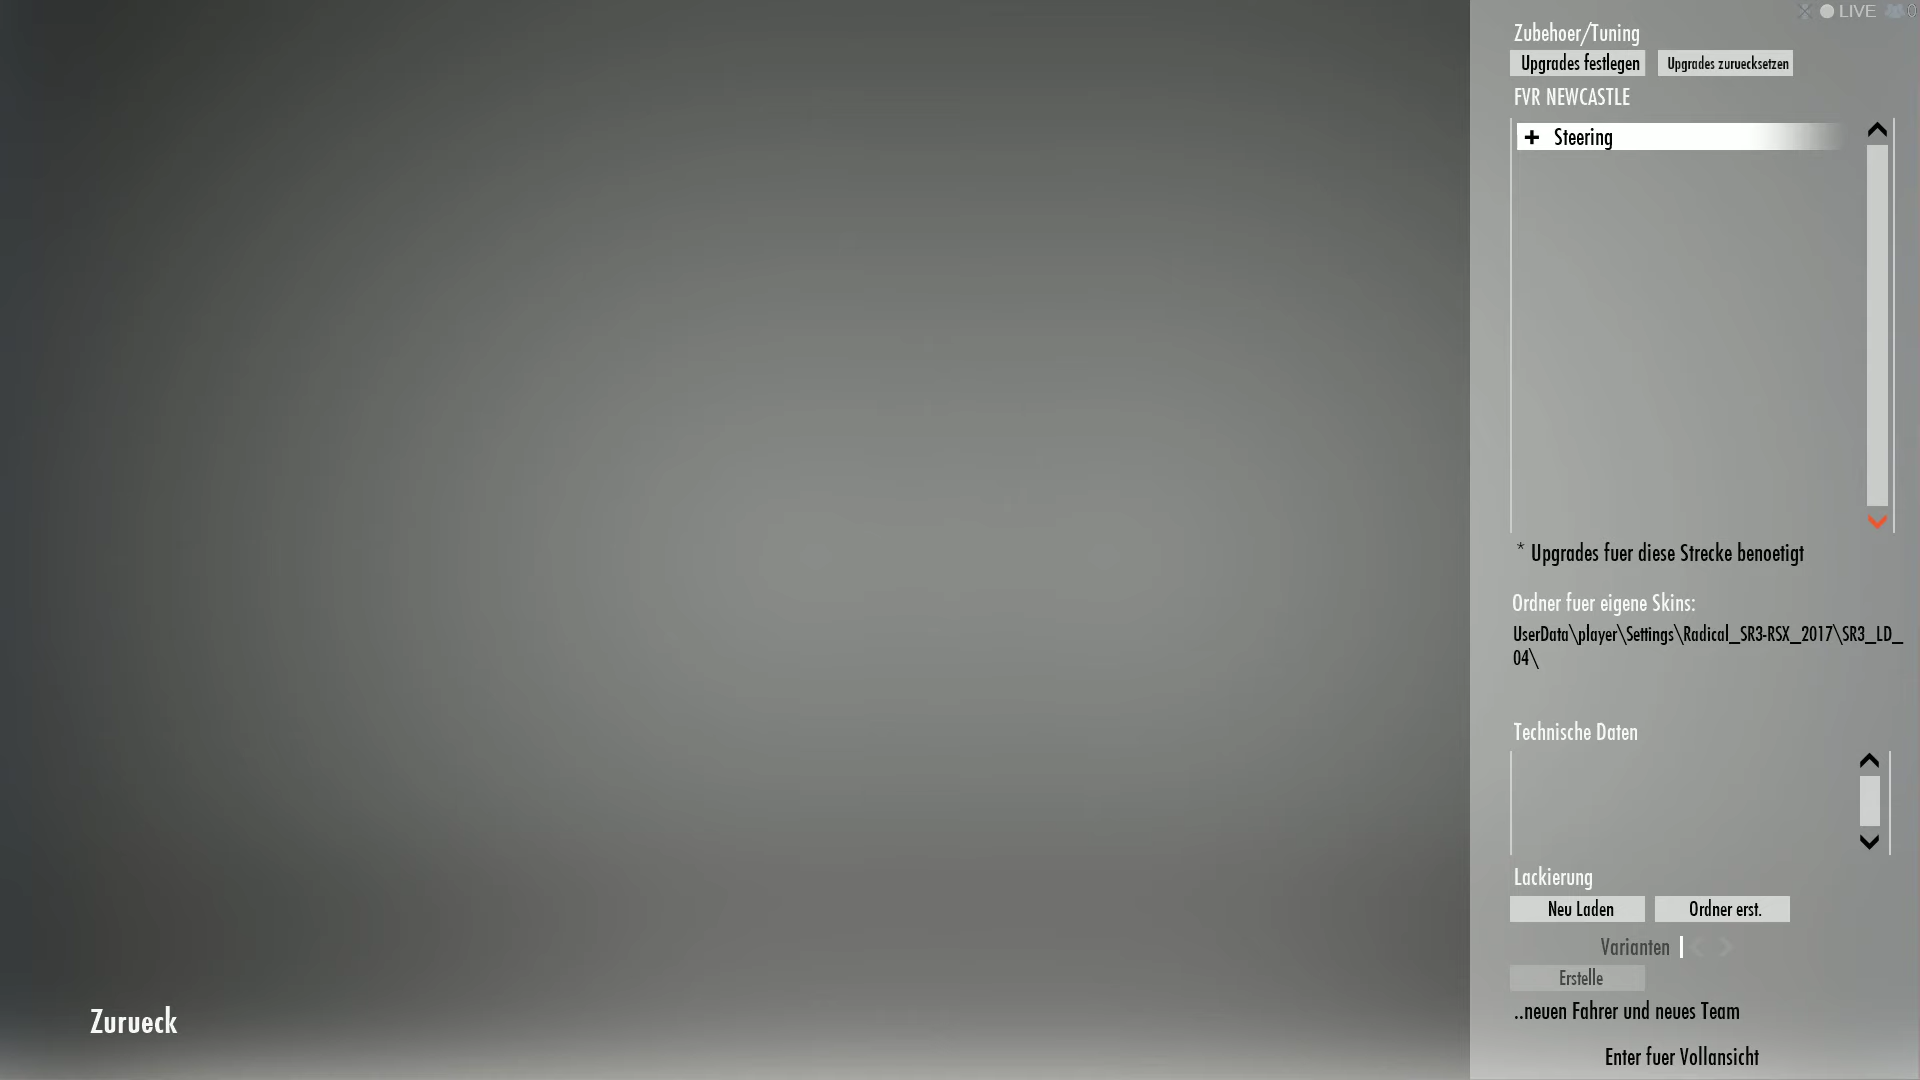 LIVE 0
Zubehoer/Tuning
Upgrades festlegen
Upgrades zuruecksetzen
FVR NEWCASTLE
+ Steering
* Upgrades fuer diese Strecke benoetigt
Ordner fuer eigene Skins:
UserData\player\Settings\Radical_SR3-RSX_2017\SR3_LD_
04\
Technische Daten
Lackierung
Neu Laden
Ordner erst.
Varianten
Erstelle
..neuen Fahrer und neues Team
Zurueck
Enter fuer Vollansicht